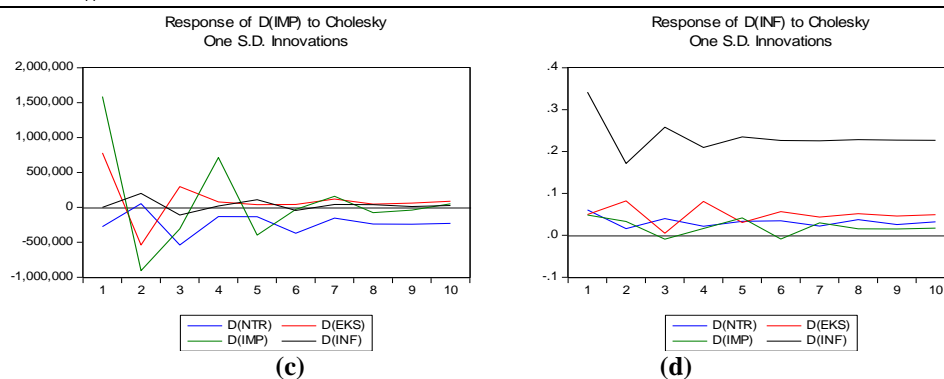 Response of D(IMP) to Cholesky
One S.D. Innovations
2,000,000
1,500,000
1,000,000
500,000
0
-500,000
-1,000,000
1 2 3 4 5 6 7 8 9 10
D(NTR) D(EKS)
D(IMP) D(INF)
(c)
Response of D(INF) to Cholesky
One S.D. Innovations
.4
.3
.2
.1
.0
-.1
1 2 3 4 5 6 7 8 9 10
D(NTR) D(EKS)
D(IMP) D(INF)
(d)